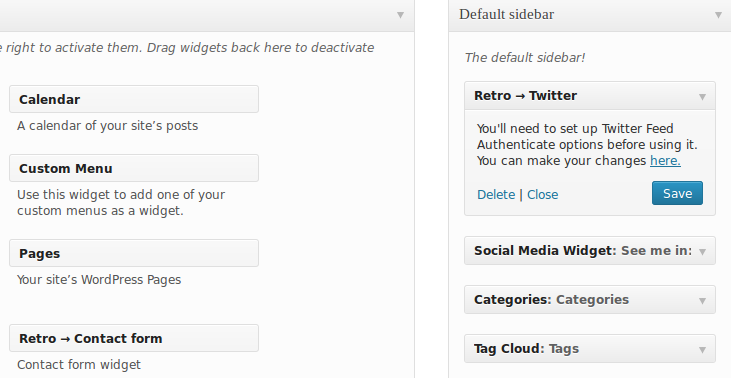 right to activate them. Drag widgets back here to deactivate
Calendar
A calendar of your site's posts
Custom Menu
Use this widget to add one of your
custom menus as a widget.
Pages
Your site's WordPress Pages
Retro → Contact form
Contact form widget
Default sidebar
The default sidebar!
Retro → Twitter
You'll need to set up Twitter Feed
Authenticate options before using it.
You can make your changes here.
Delete | Close
Save
Social Media Widget: See me in:
Categories: Categories
Tag Cloud: Tags